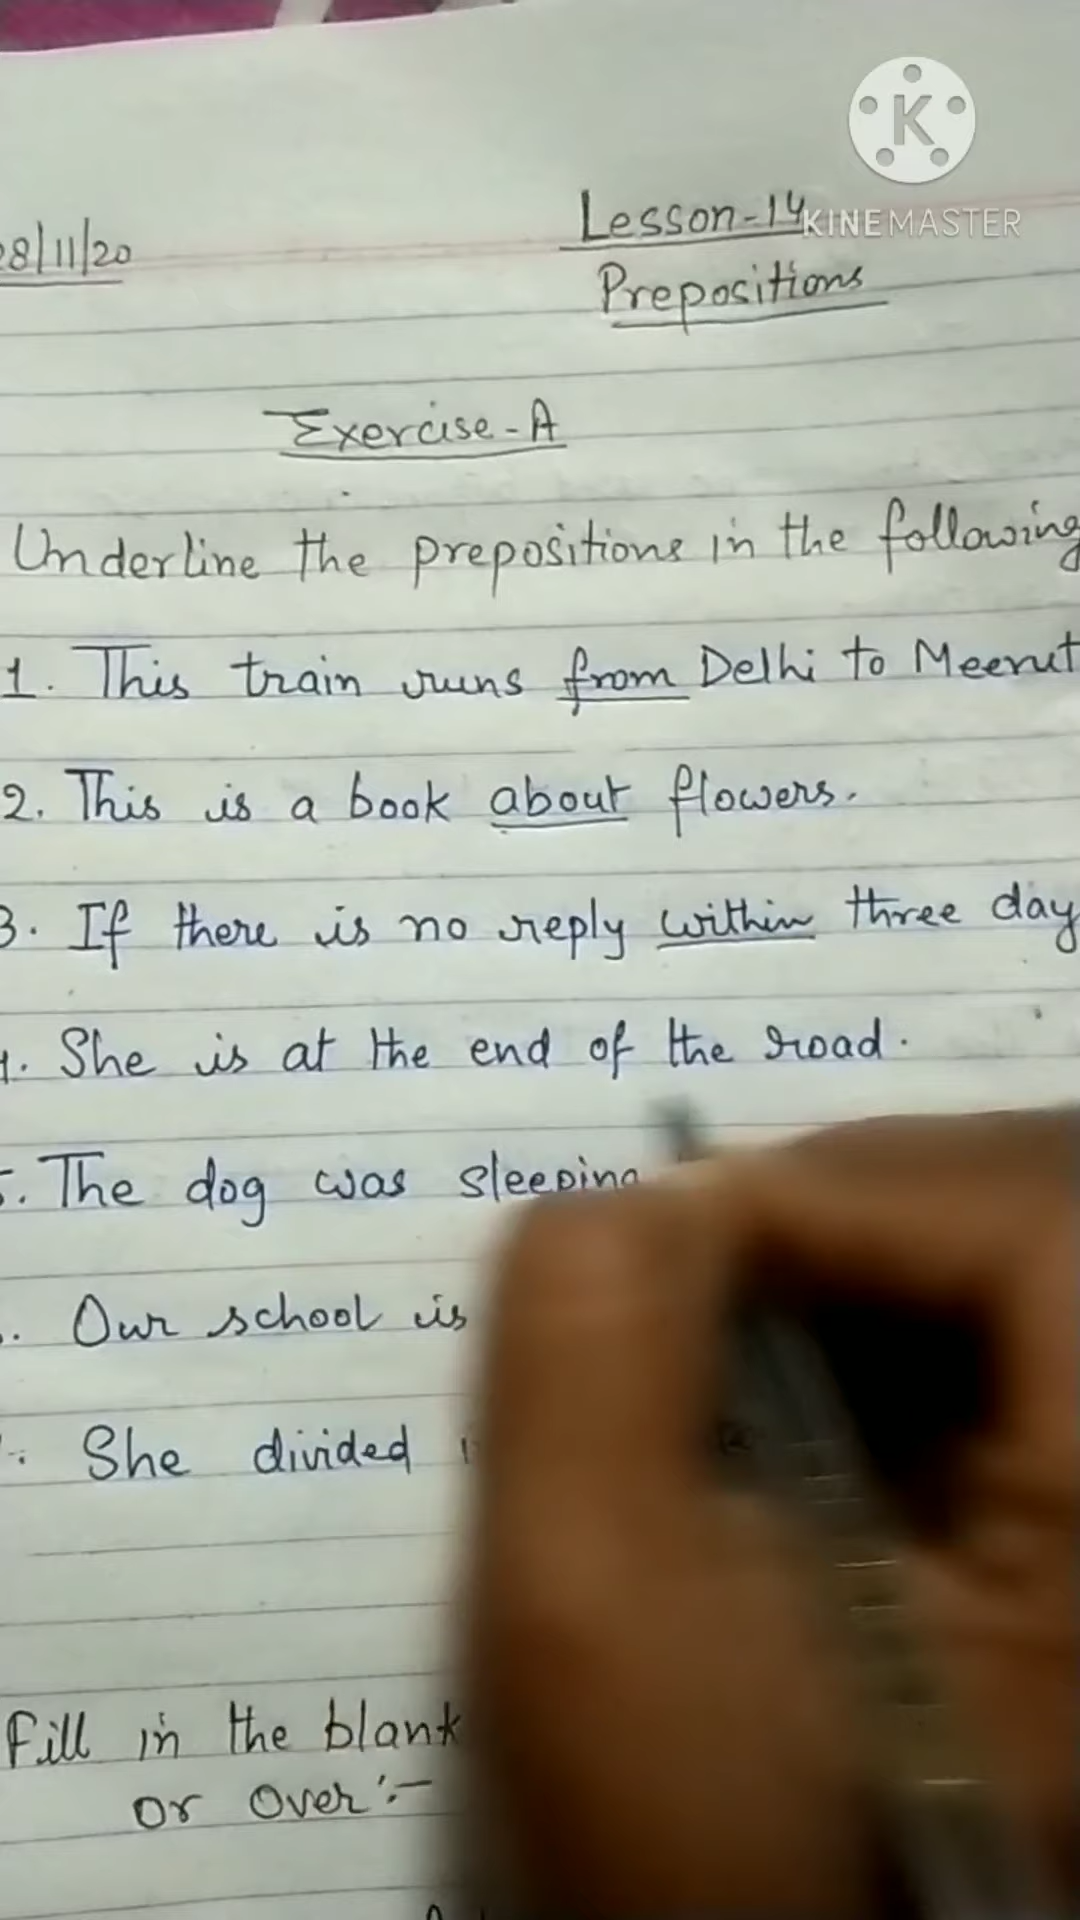 K
KINEMASTER
Lesson-14
28/11/20
Prepositions
Exercise-A
Underline the prepositions in the following
1. This train runs from Delhi to Meerut
2. This is a book about flowers.
3. If there is no reply within three day
4. She is at the end of the road.
5. The dog was sleeping
. Our school is
. She divided
Fill in the blank
or over:-